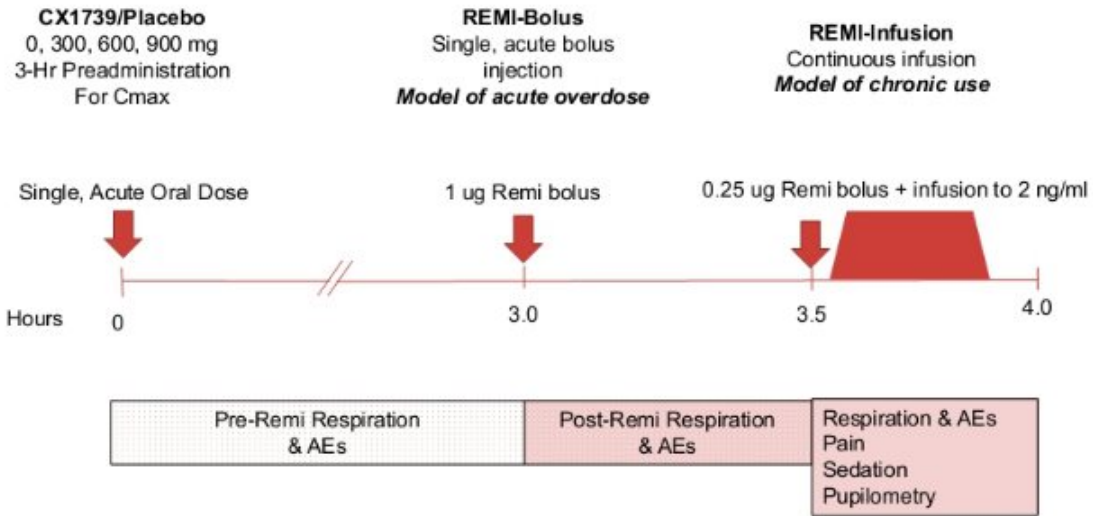 CX1739/Placebo
0, 300, 600, 900 mg
3-Hr Preadministration
For Cmax
REMI-Bolus
Single, acute bolus
injection
Model of acute overdose
REMI-Infusion
Continuous infusion
Model of chronic use
Single, Acute Oral Dose
1 ug Remi bolus
0.25 ug Remi bolus + infusion to 2 ng/ml
Hours
0
3.0
3.5
4.0
Pre-Remi Respiration
& AEs
Post-Remi Respiration
& AEs
Respiration & AEs
Pain
Sedation
Pupilometry